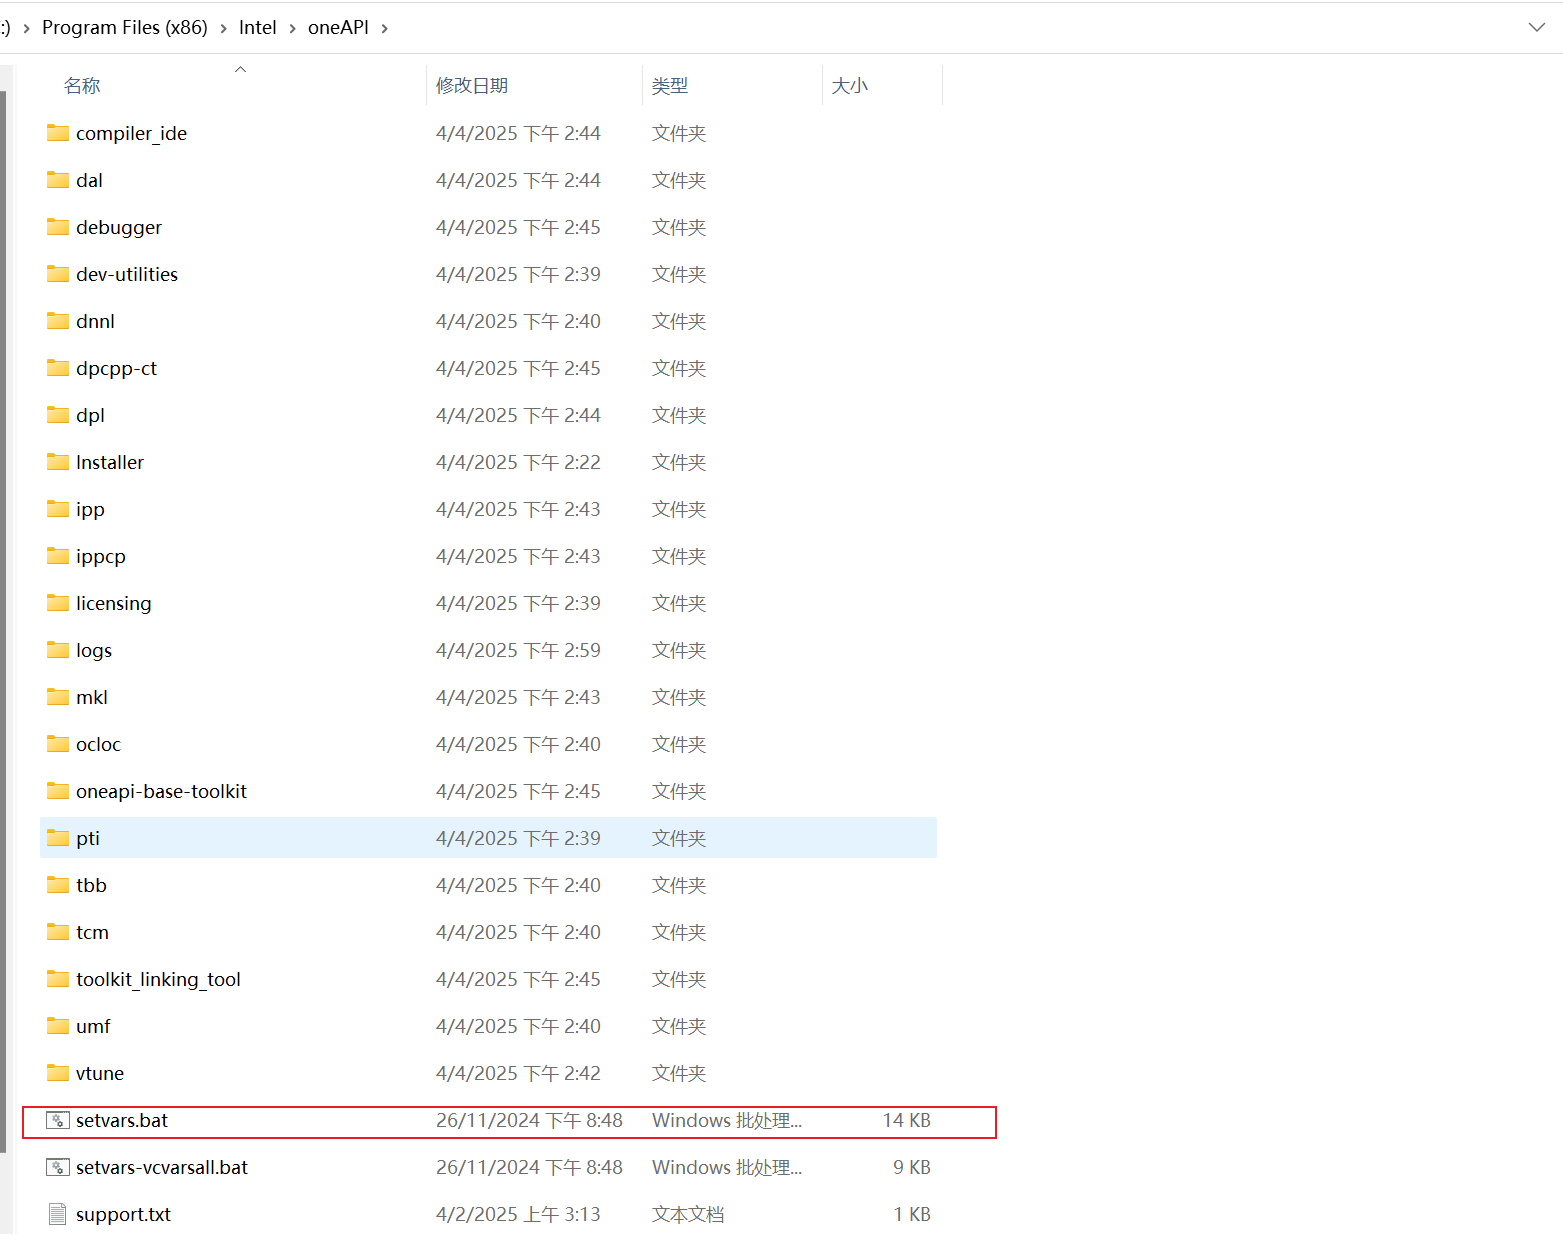 :) › Program Files (x86) › Intel › oneAPI ›
名称 修改日期 类型 大小
compiler_ide 4/4/2025 下午 2:44 文件夹
dal 4/4/2025 下午 2:44 文件夹
debugger 4/4/2025 下午 2:45 文件夹
dev-utilities 4/4/2025 下午 2:39 文件夹
dnnl 4/4/2025 下午 2:40 文件夹
dpcpp-ct 4/4/2025 下午 2:45 文件夹
dpl 4/4/2025 下午 2:44 文件夹
Installer 4/4/2025 下午 2:22 文件夹
ipp 4/4/2025 下午 2:43 文件夹
ippcp 4/4/2025 下午 2:43 文件夹
licensing 4/4/2025 下午 2:39 文件夹
logs 4/4/2025 下午 2:59 文件夹
mkl 4/4/2025 下午 2:43 文件夹
ocloc 4/4/2025 下午 2:40 文件夹
oneapi-base-toolkit 4/4/2025 下午 2:45 文件夹
pti 4/4/2025 下午 2:39 文件夹
tbb 4/4/2025 下午 2:40 文件夹
tcm 4/4/2025 下午 2:40 文件夹
toolkit_linking_tool 4/4/2025 下午 2:45 文件夹
umf 4/4/2025 下午 2:40 文件夹
vtune 4/4/2025 下午 2:42 文件夹
setvars.bat 26/11/2024 下午 8:48 Windows 批处理... 14 KB
setvars-vcvarsall.bat 26/11/2024 下午 8:48 Windows 批处理... 9 KB
support.txt 4/2/2025 上午 3:13 文本文档 1 KB